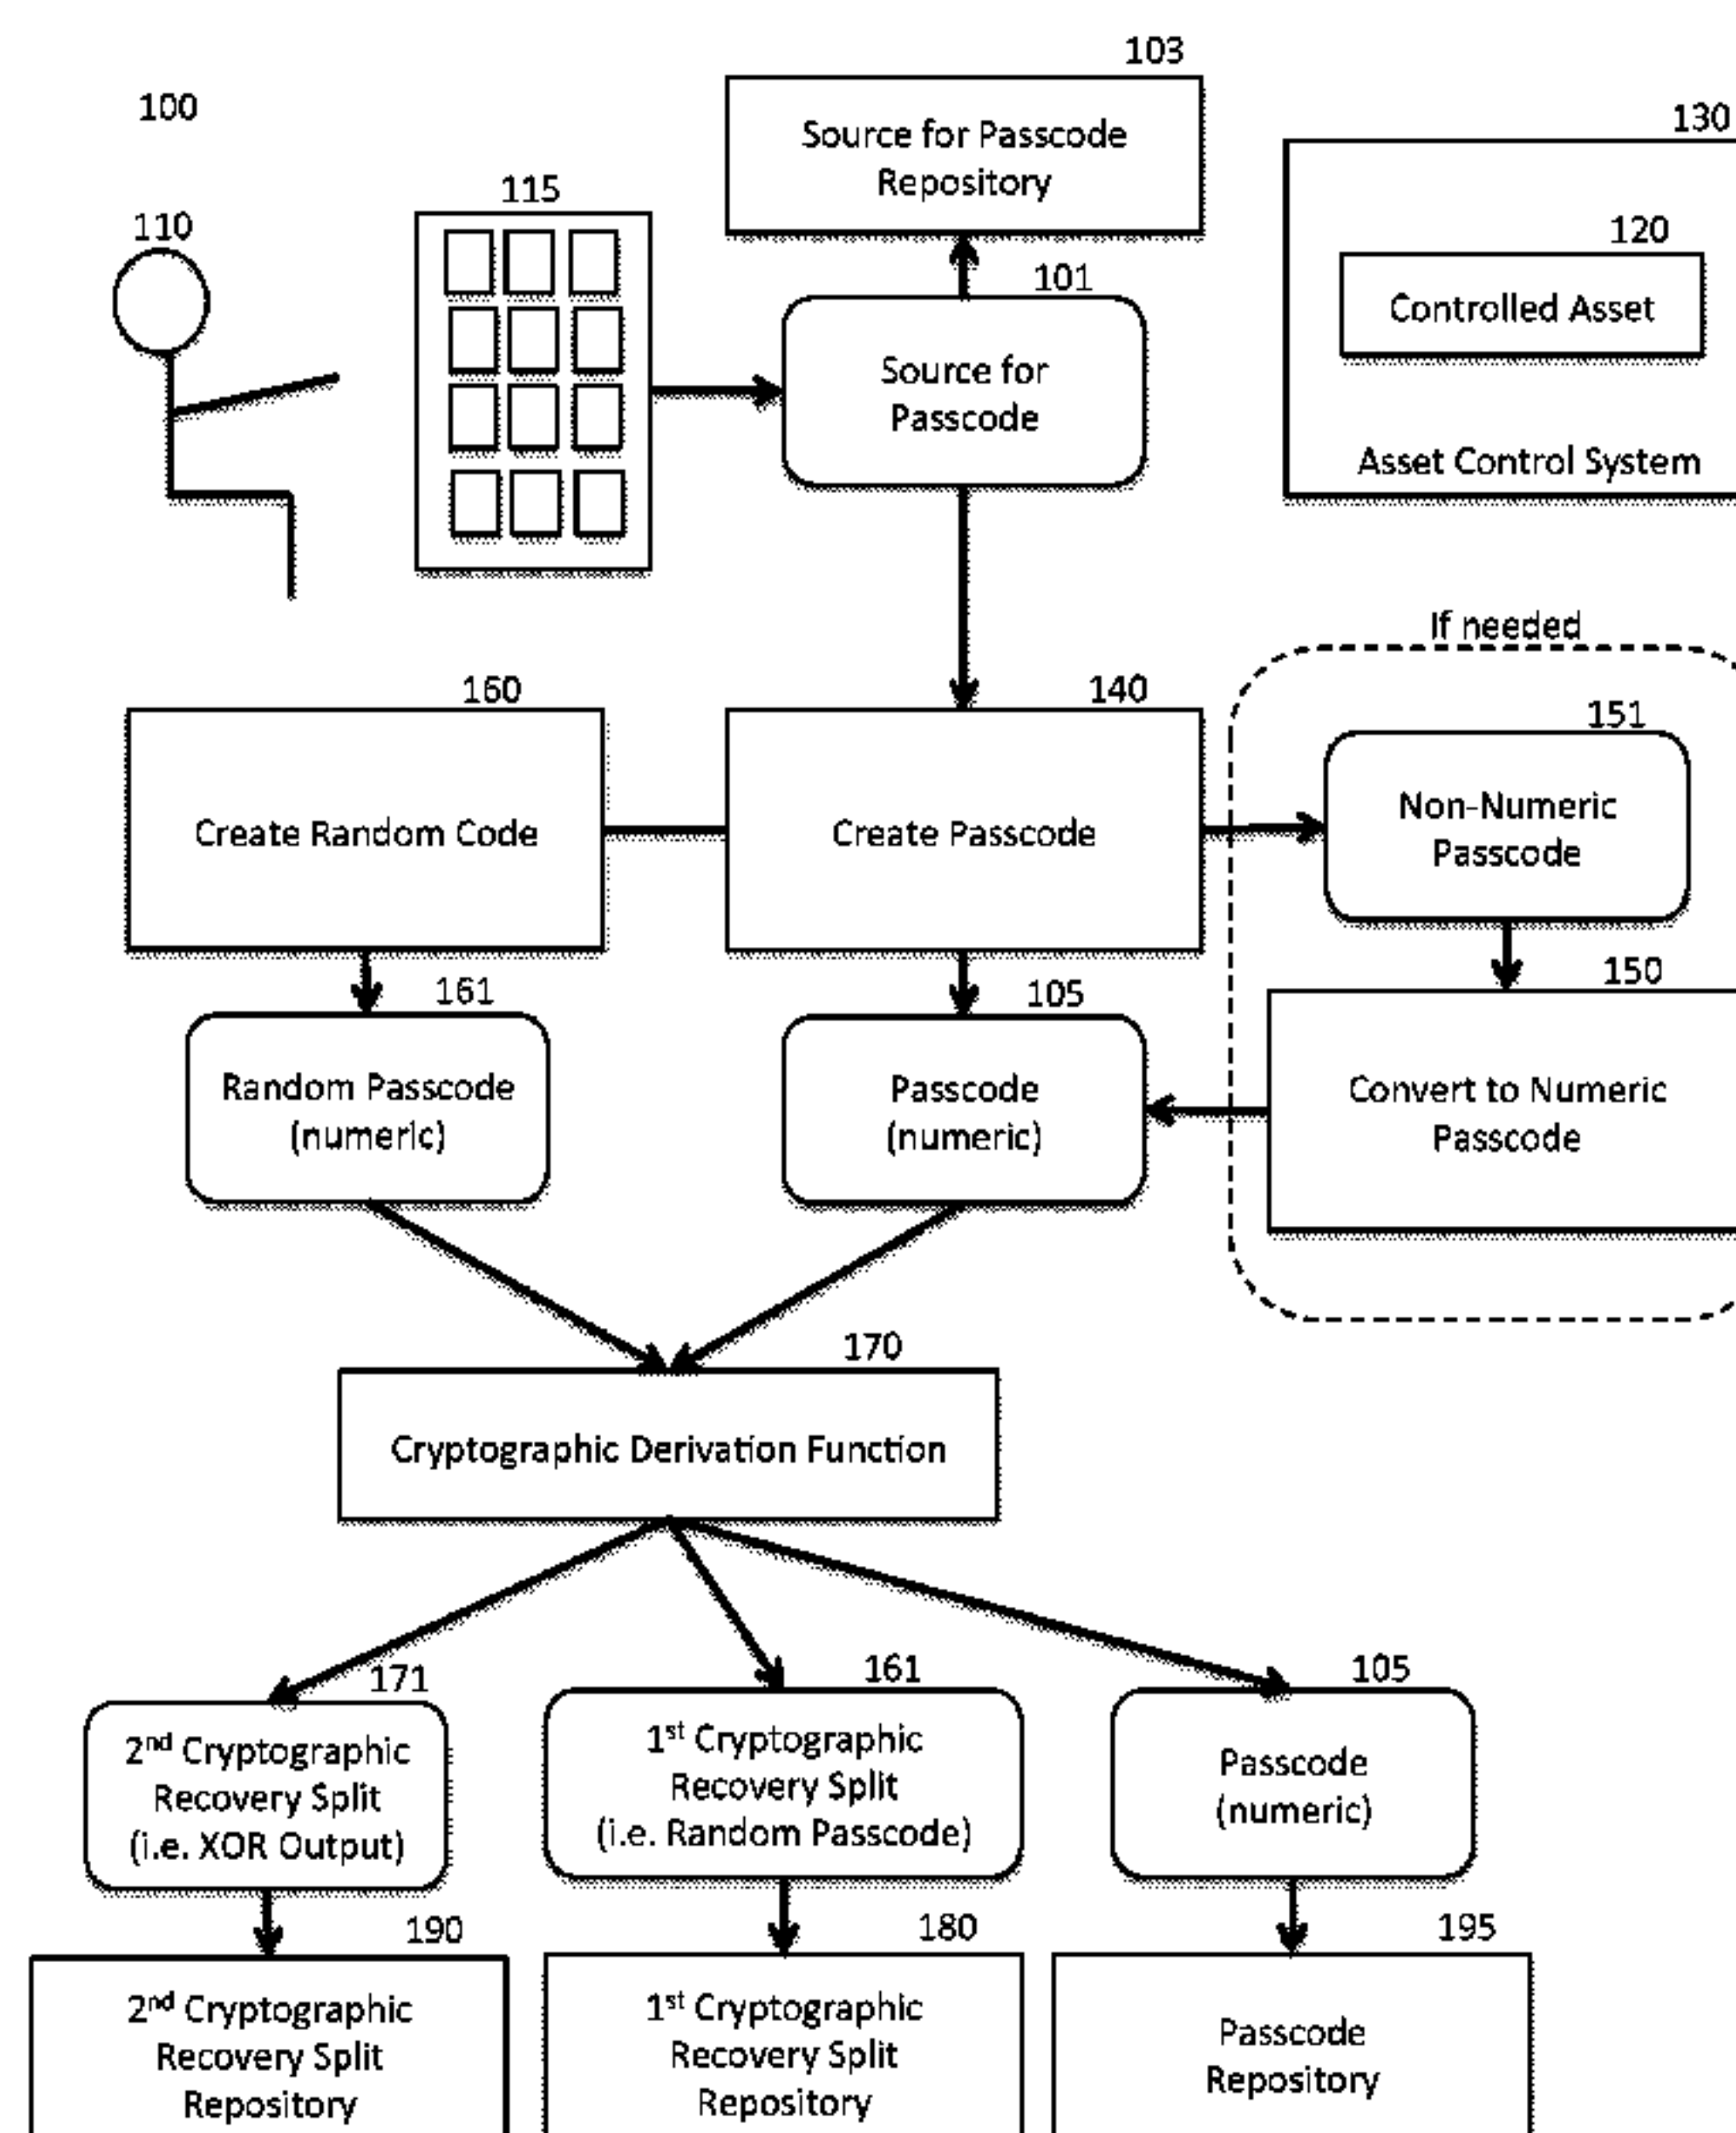 103
100
130
Source for Passcode
Repository
115
110
120
101
Controlled Asset
Source for
Passcode
Asset Control System
If needed
160
140
151
Non-Numeric
Passcode
Create Random Code
Create Passcode
150
161
105
Random Passcode
(numeric)
Passcode
(numeric)
Convert to Numeric
Passcode
170
Cryptographic Derivation Function
171
161
105
2nd Cryptographic
Recovery Split
(i.e. XOR Output)
1st Cryptographic
Recovery Split
(i.e. Random Passcode)
Passcode
(numeric)
190
180
195
2nd Cryptographic
Recovery Split
Repository
1st Cryptographic
Recovery Split
Repository
Passcode
Repository